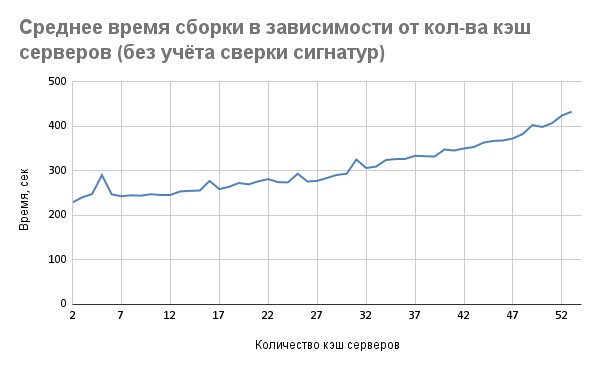 Среднее время сборки в зависимости от кол-ва кэш
серверов (без учёта сверки сигнатур)
500
400
300
200
100
0
Время, сек
2 7 12 17 22 27 32 37 42 47 52
Количество кэш серверов